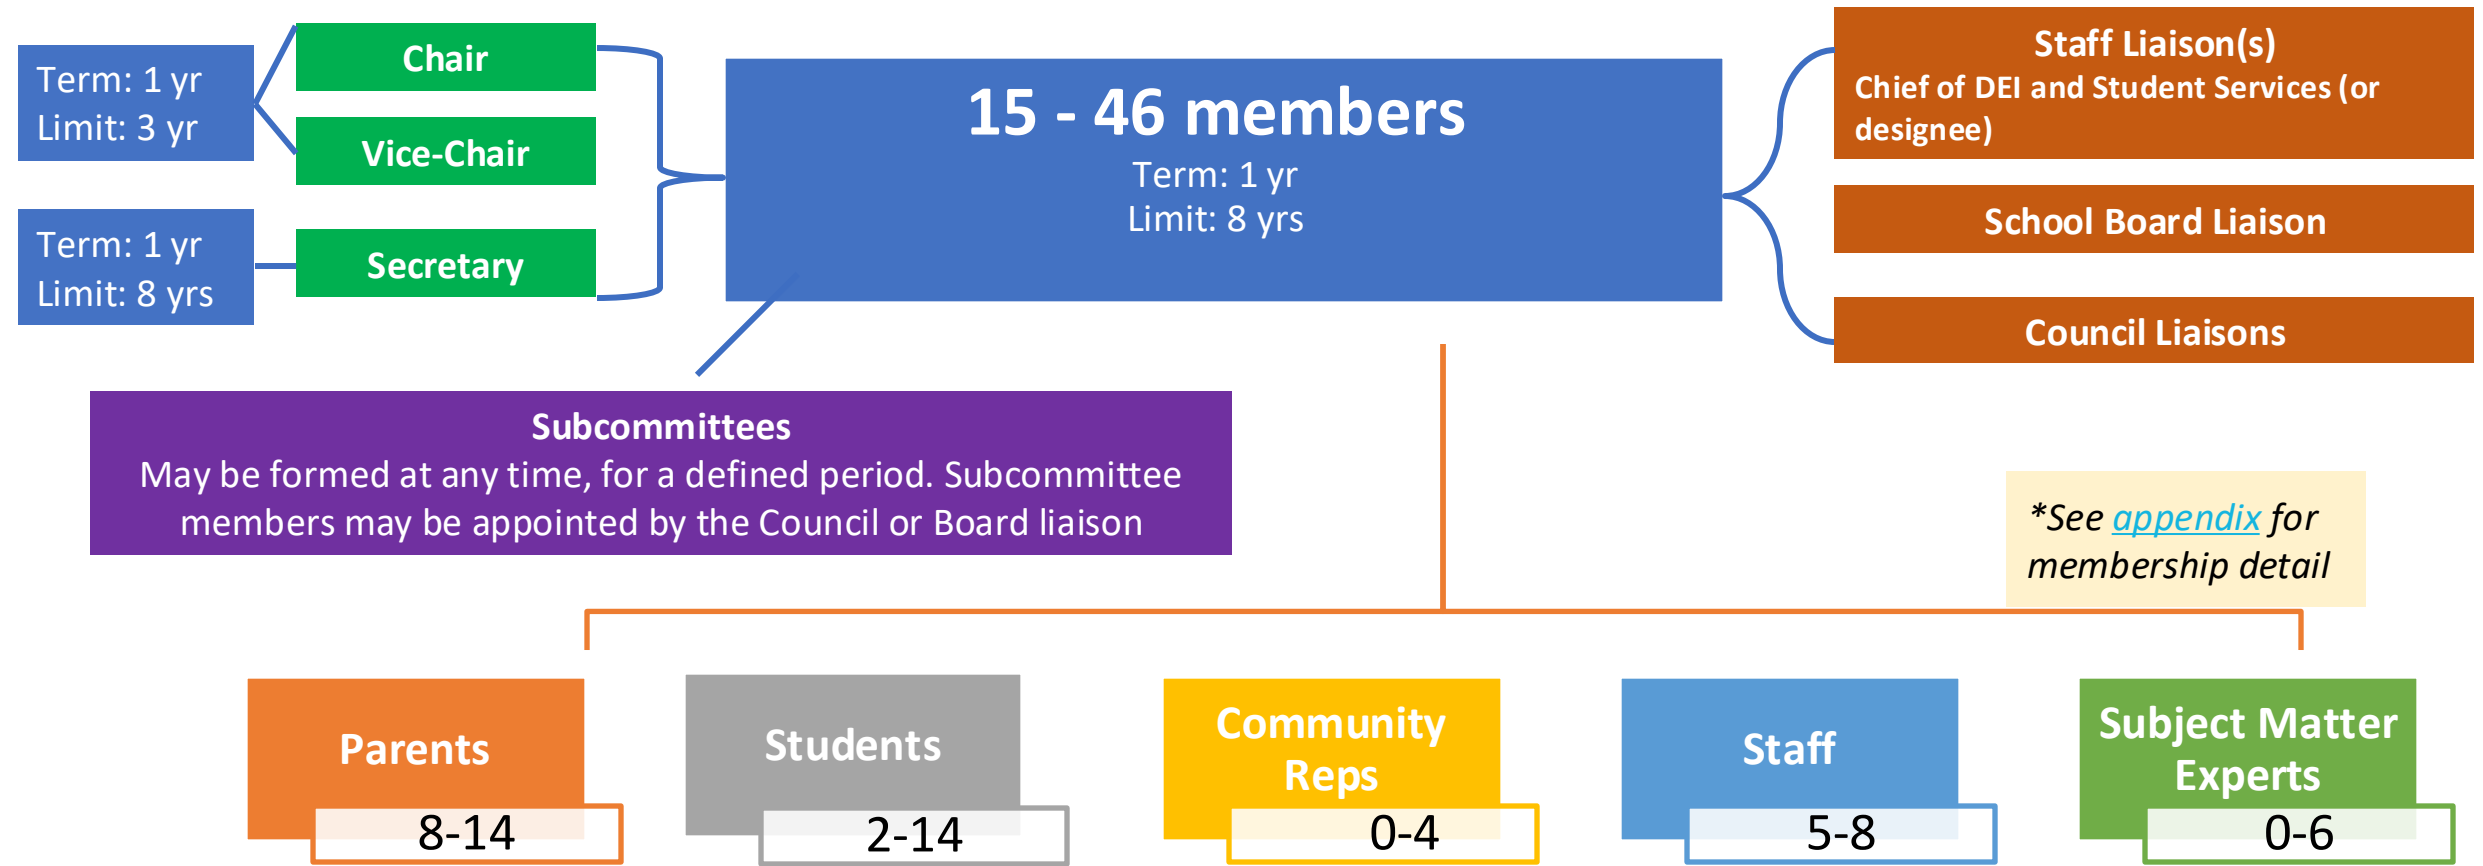 Term: 1 yr
Limit: 3 yr
Chair
Vice-Chair
Term: 1 yr
Limit: 8 yrs
Secretary
15 - 46 members
Term: 1 yr
Limit: 8 yrs
Staff Liaison(s)
Chief of DEI and Student Services (or
designee)
School Board Liaison
Council Liaisons
Subcommittees
May be formed at any time, for a defined period. Subcommittee
members may be appointed by the Council or Board liaison
*See appendix for
membership detail
Parents
8-14
Students
2-14
Community
Reps
0-4
Staff
5-8
Subject Matter
Experts
0-6